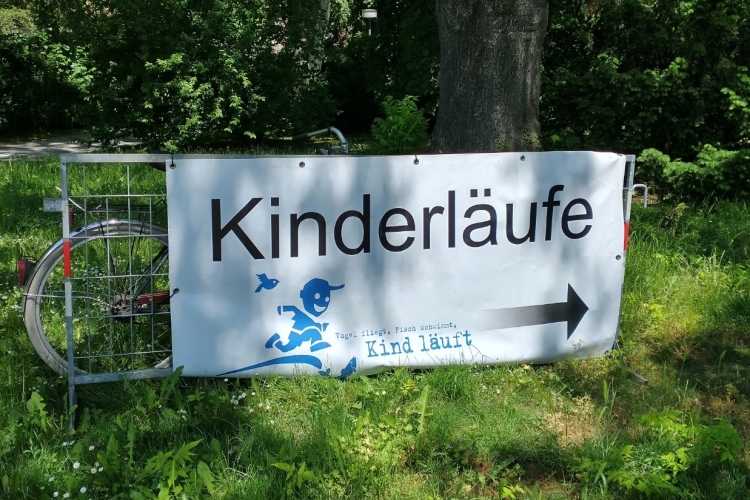 Kinderläufe
Vogel fliegt, Fisch schwimmt,
Kind läuft